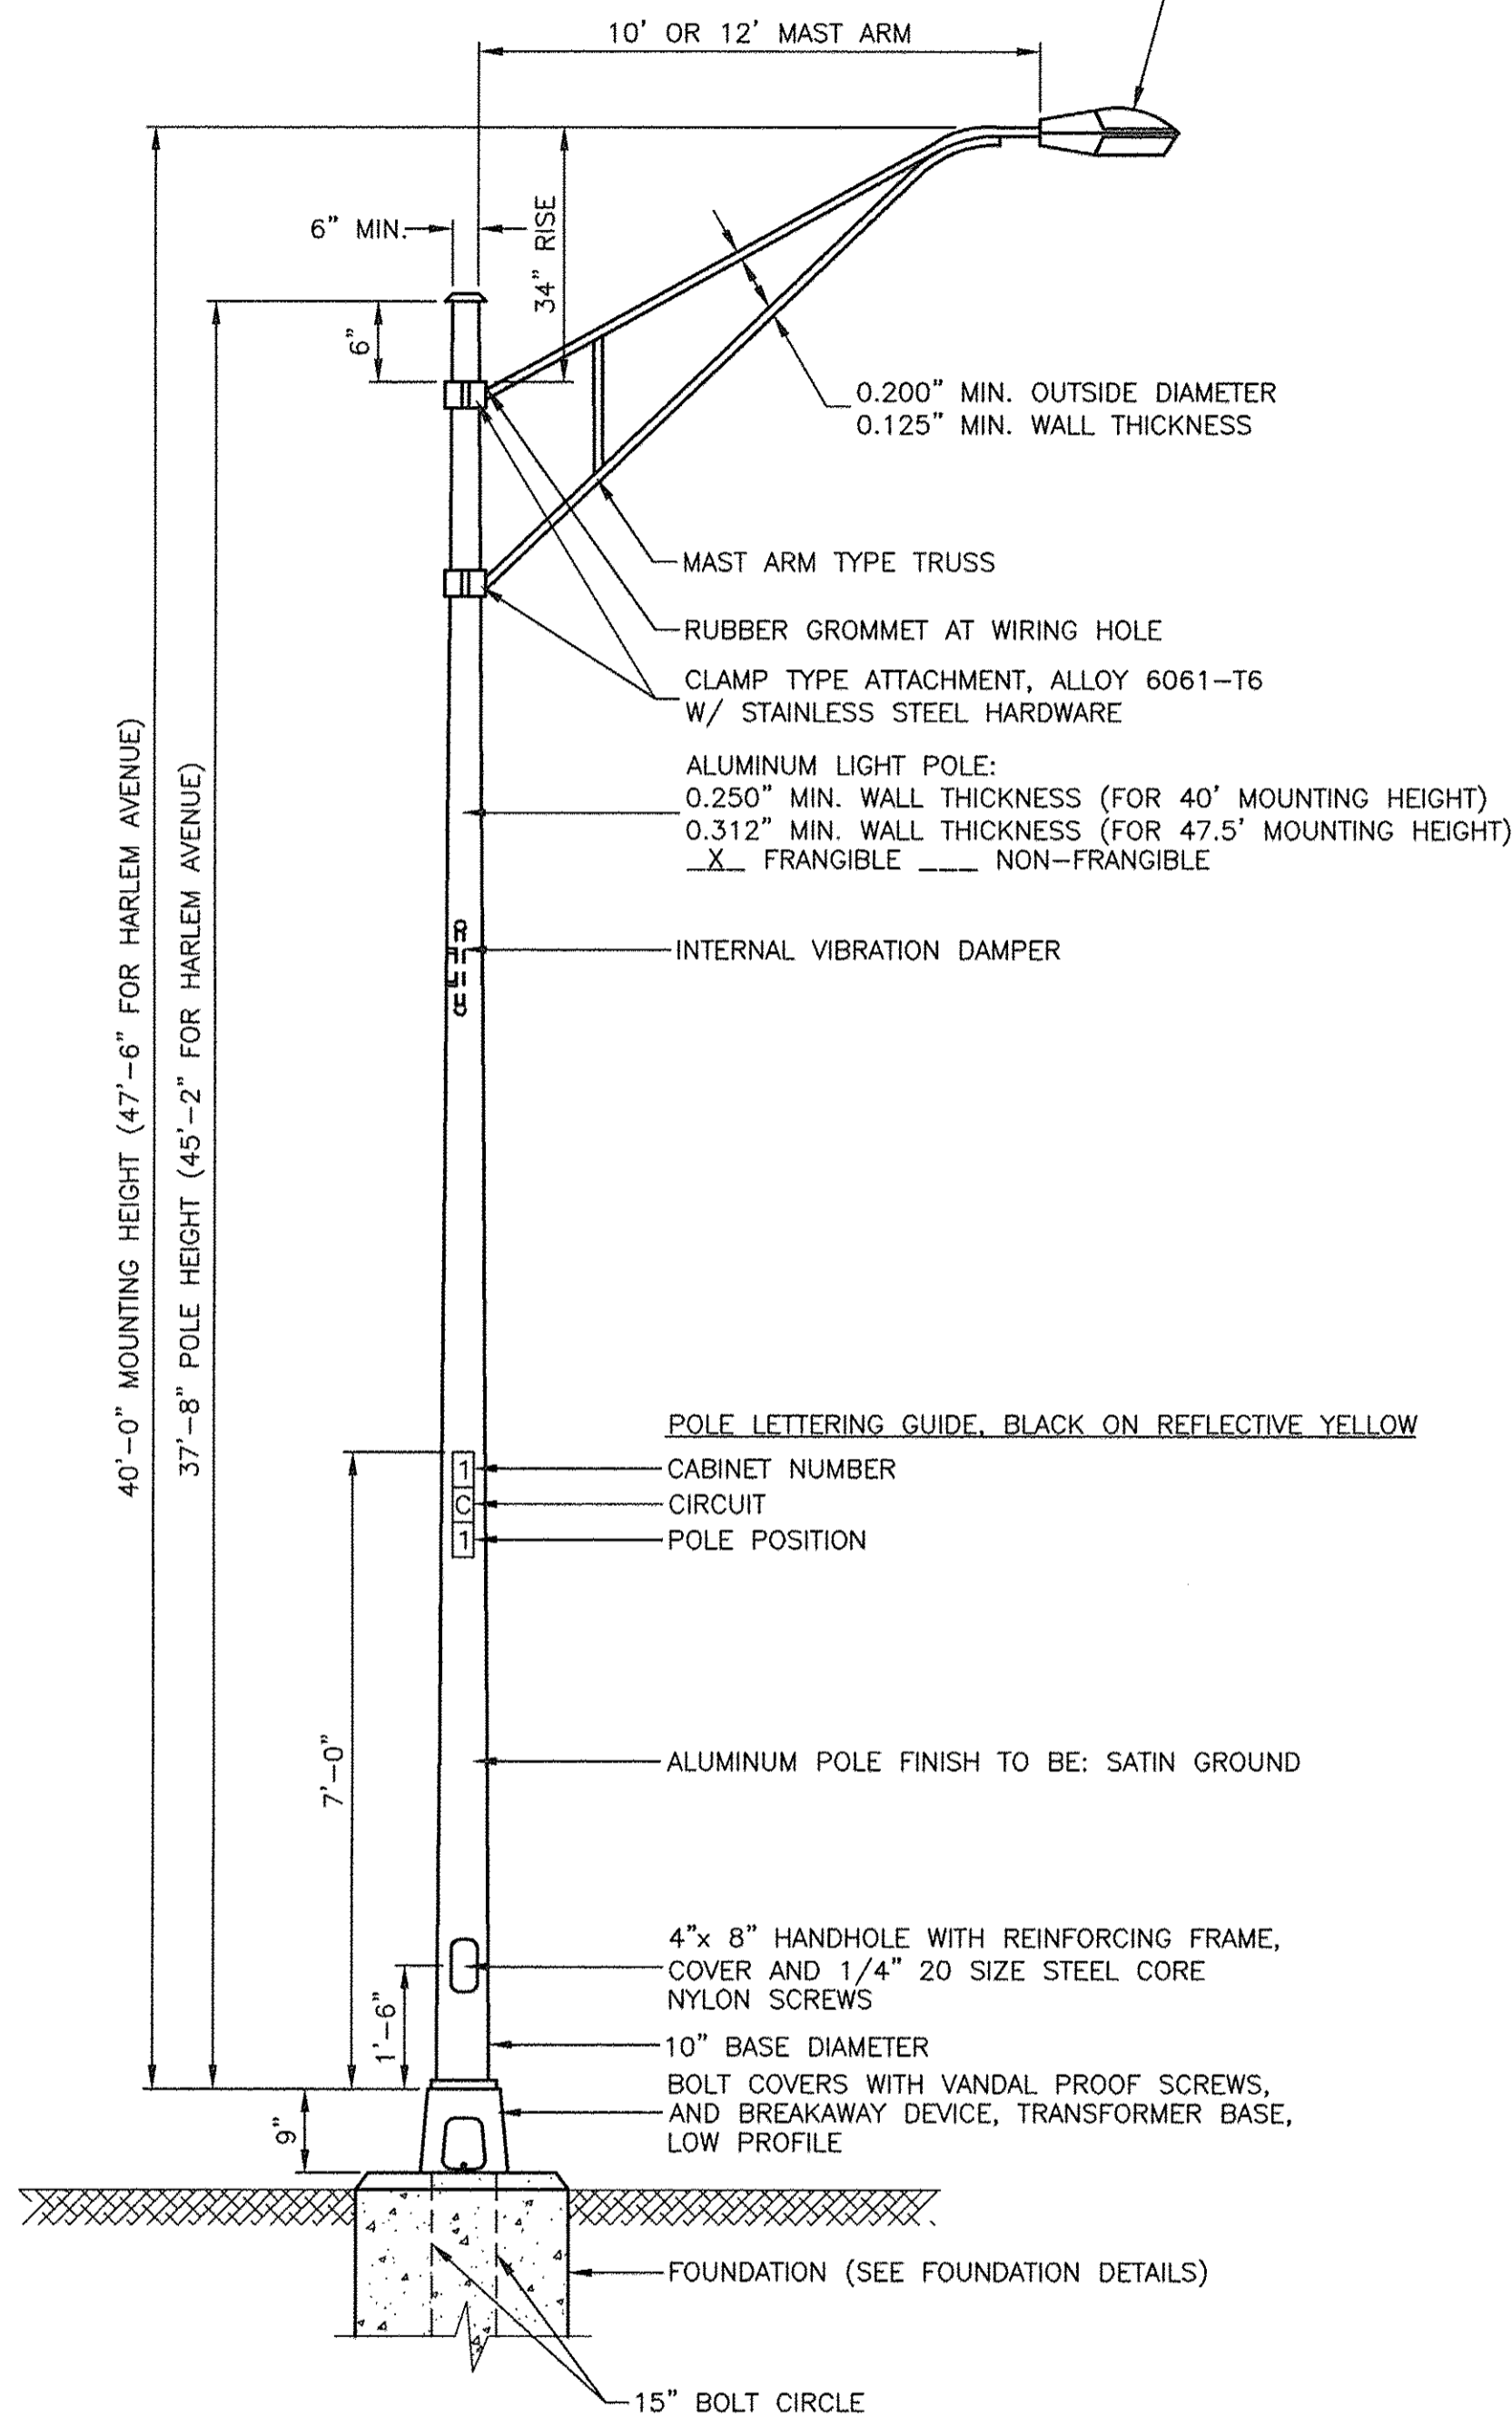 10' OR 12' MAST ARM
6" MIN.
34" RISE
6"
0.200" MIN. OUTSIDE DIAMETER
0.125" MIN. WALL THICKNESS
MAST ARM TYPE TRUSS
RUBBER GROMMET AT WIRING HOLE
CLAMP TYPE ATTACHMENT, ALLOY 6061-T6
W/ STAINLESS STEEL HARDWARE
ALUMINUM LIGHT POLE:
0.250" MIN. WALL THICKNESS (FOR 40' MOUNTING HEIGHT)
0.312" MIN. WALL THICKNESS (FOR 47.5' MOUNTING HEIGHT)
_X_ FRANGIBLE ___ NON-FRANGIBLE
INTERNAL VIBRATION DAMPER
40'-0" MOUNTING HEIGHT (47'-6" FOR HARLEM AVENUE)
37'-8" POLE HEIGHT (45'-2" FOR HARLEM AVENUE)
POLE LETTERING GUIDE, BLACK ON REFLECTIVE YELLOW
1 CABINET NUMBER
C CIRCUIT
1 POLE POSITION
7'-0"
ALUMINUM POLE FINISH TO BE: SATIN GROUND
4"x 8" HANDHOLE WITH REINFORCING FRAME,
COVER AND 1/4" 20 SIZE STEEL CORE
NYLON SCREWS
1'-6"
10" BASE DIAMETER
BOLT COVERS WITH VANDAL PROOF SCREWS,
AND BREAKAWAY DEVICE, TRANSFORMER BASE,
LOW PROFILE
9"
FOUNDATION (SEE FOUNDATION DETAILS)
15" BOLT CIRCLE